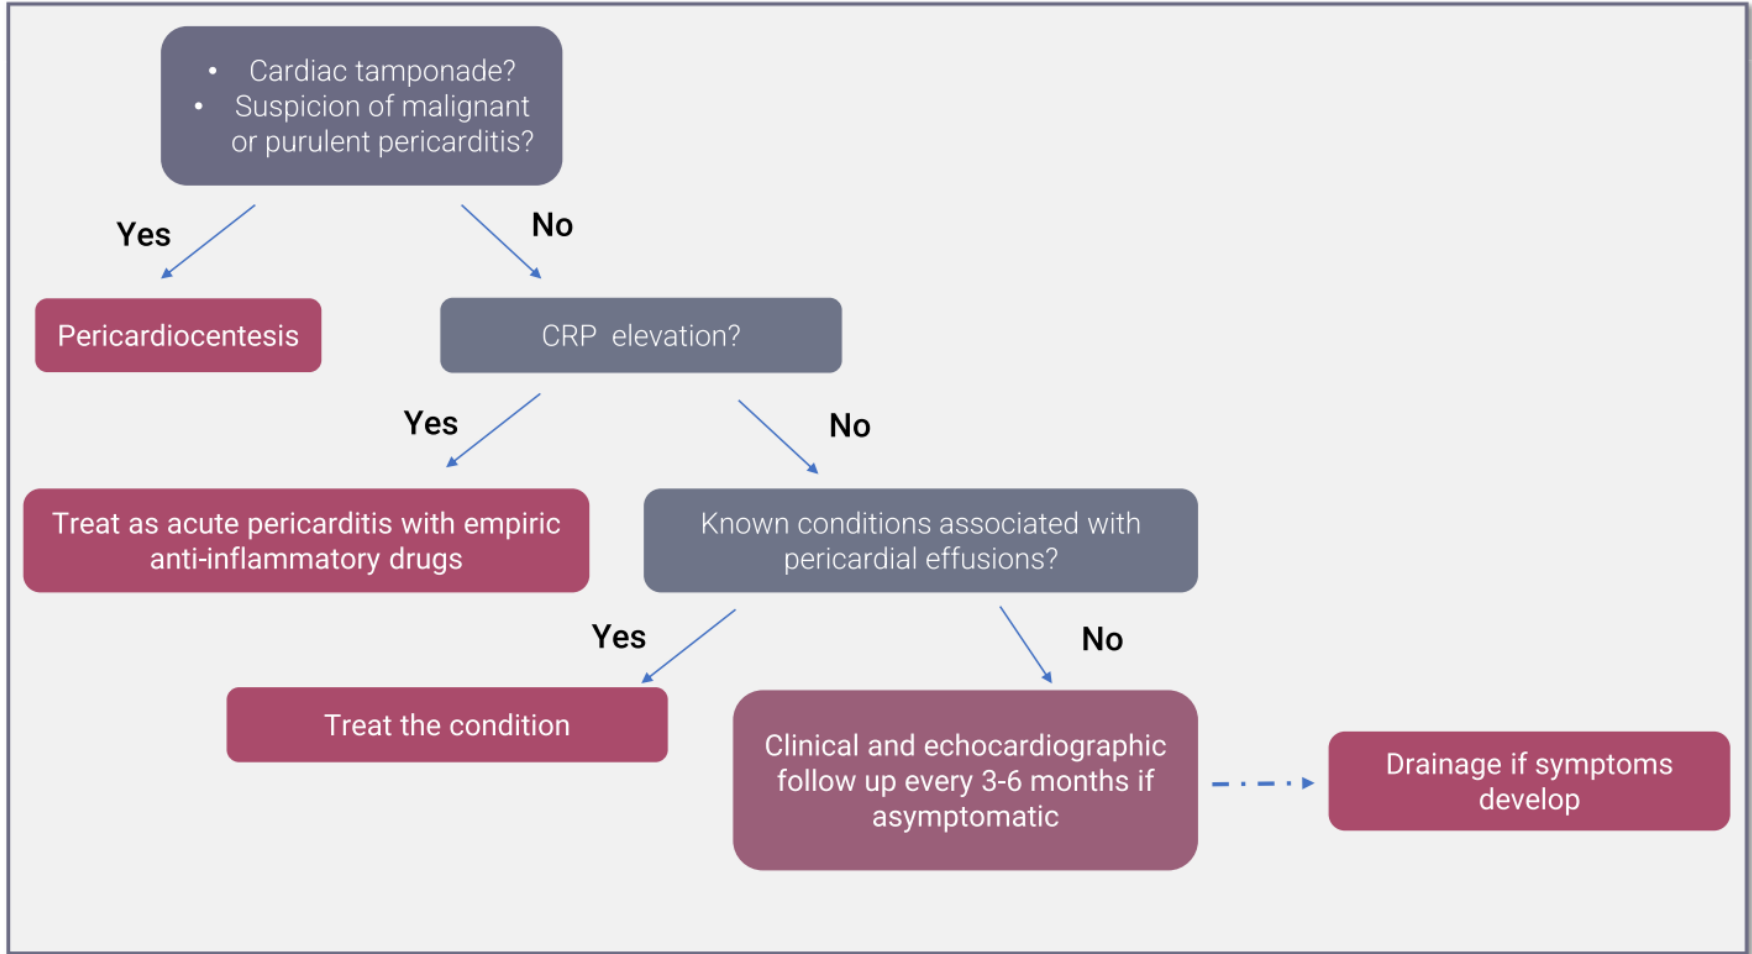 • Cardiac tamponade?
• Suspicion of malignant
or purulent pericarditis?
Yes
No
Pericardiocentesis
CRP elevation?
Yes
No
Treat as acute pericarditis with empiric
anti-inflammatory drugs
Known conditions associated with
pericardial effusions?
Yes
No
Treat the condition
Clinical and echocardiographic
follow up every 3-6 months if
asymptomatic
Drainage if symptoms
develop